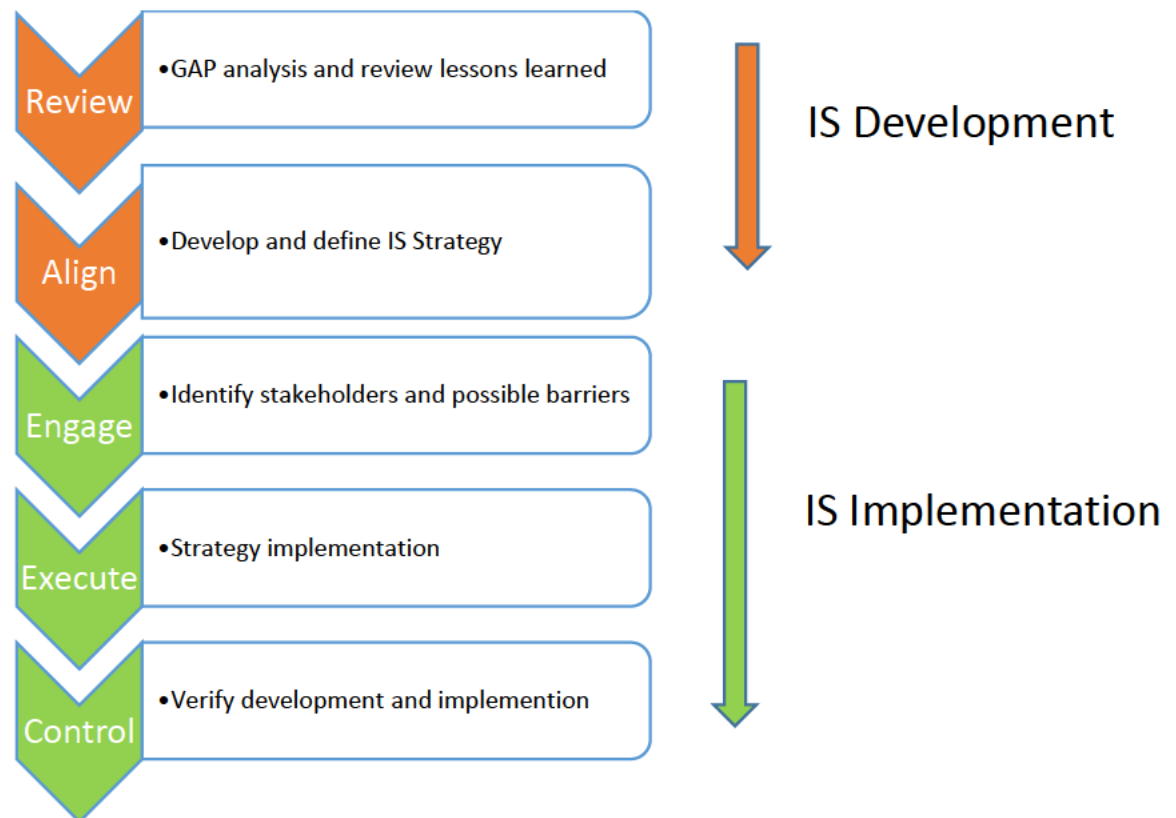 Review
•GAP analysis and review lessons learned
IS Development
Align
•Develop and define IS Strategy
Engage
•Identify stakeholders and possible barriers
IS Implementation
Execute
•Strategy implementation
Control
•Verify development and implemention